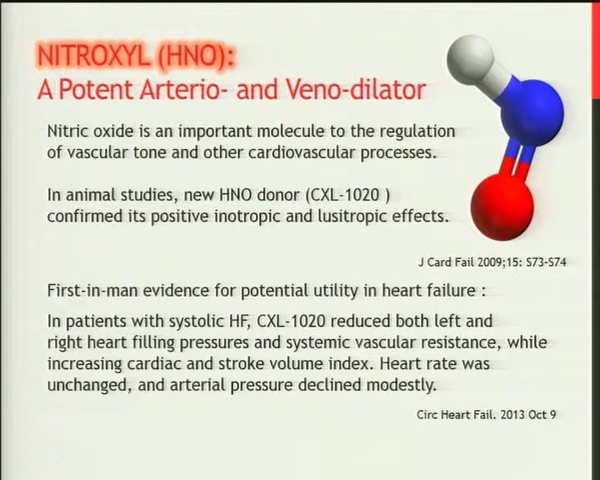 NITROXYL (HNO):
A Potent Arterio- and Veno-dilator
Nitric oxide is an important molecule to the regulation
of vascular tone and other cardiovascular processes.
In animal studies, new HNO donor (CXL-1020 )
confirmed its positive inotropic and lusitropic effects.
J Card Fail 2009;15: S73-S74
First-in-man evidence for potential utility in heart failure :
In patients with systolic HF, CXL-1020 reduced both left and
right heart filling pressures and systemic vascular resistance, while
increasing cardiac and stroke volume index. Heart rate was
unchanged, and arterial pressure declined modestly.
Circ Heart Fail. 2013 Oct 9